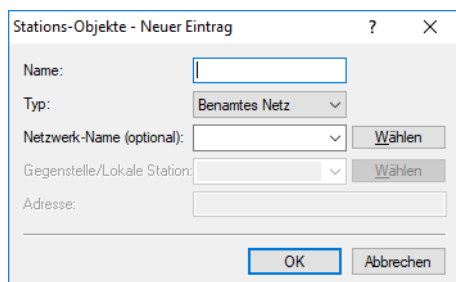 Stations-Objekte - Neuer Eintrag ?
Name:
Typ: Benamtes Netz
Netzwerk-Name (optional): Wählen
Gegenstelle/Lokale Station: Wählen
Adresse:
OK Abbrechen